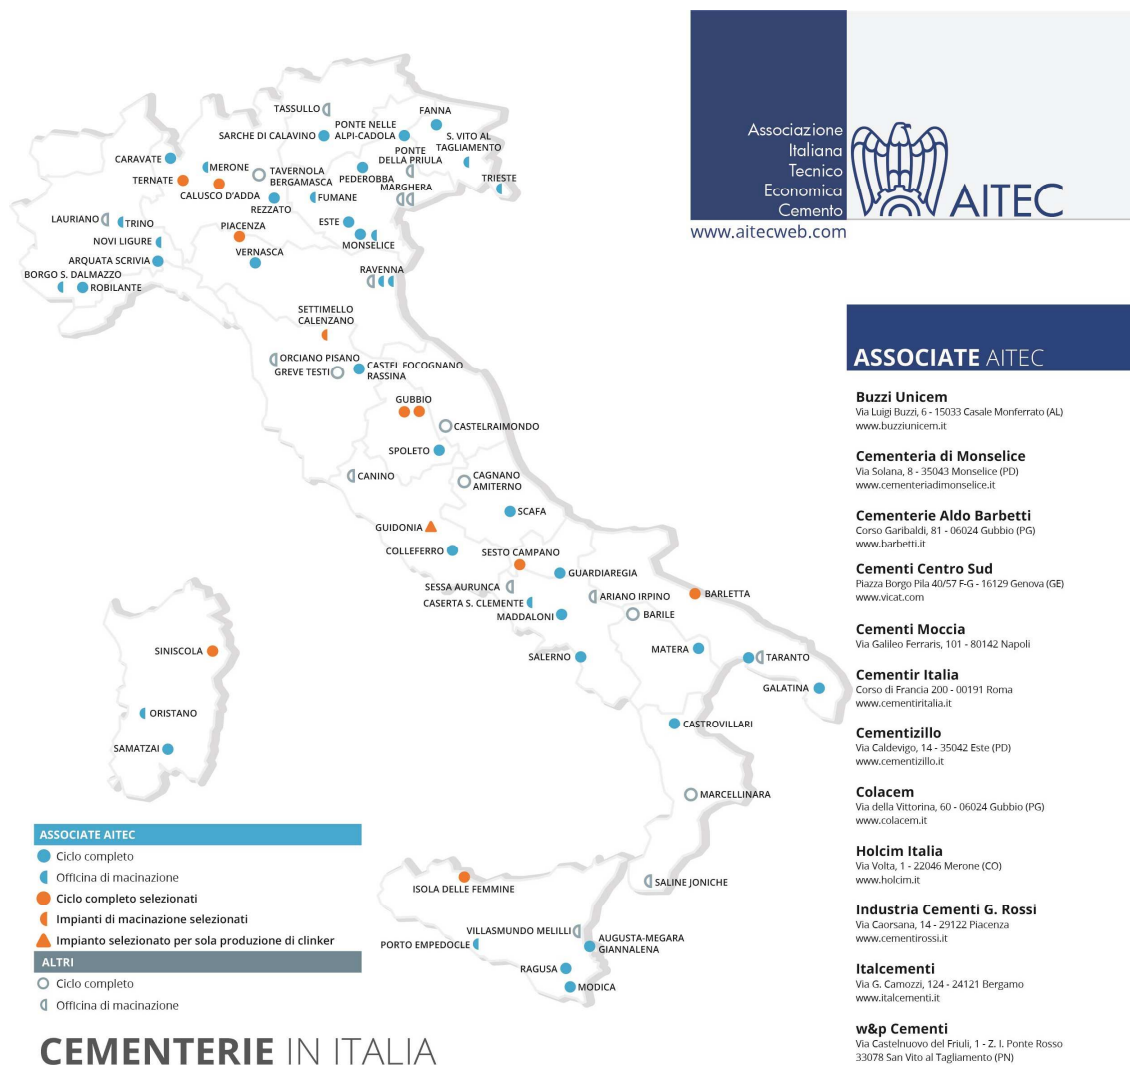 Associazione
Italiana
Tecnico
Economica
Cemento
AITEC
www.aitecweb.com
TASSULLO
FANNA
SARCHE DI CALAVINO
PONTE NELLE
ALPI-CADOLA
S. VITO AL
TAGLIAMENTO
PONTE
DELLA PRIULA
CARAVATE
MERONE
TAVERNOLA
BERGAMASCA
PEDEROBBA
TRIESTE
TERNATE
CALUSCO D'ADDA
MARGHERA
REZZATO
FUMANE
LAURIANO
TRINO
PIACENZA
ESTE
NOVI LIGURE
MONSELICE
VERNASCA
ARQUATA SCRIVIA
BORGO S. DALMAZZO
ROBILANTE
RAVENNA
SETTIMELLO
CALENZANO
ORCIANO PISANO
GREVE TESTI
CASTEL FOCOGNANO
RASSINA
GUBBIO
CASTELRAIMONDO
SPOLETO
CANINO
CAGNANO
AMITERNO
SCAFA
GUIDONIA
COLLEFERRO
SESTO CAMPANO
GUARDIAREGIA
SESSA AURUNCA
ARIANO IRPINO
BARLETTA
CASERTA S. CLEMENTE
MADDALONI
BARILE
SINISCOLA
SALERNO
MATERA
TARANTO
GALATINA
ORISTANO
CASTROVILLARI
SAMATZAI
MARCELLINARA
ISOLA DELLE FEMMINE
SALINE JONICHE
VILLASMUNDO MELILLI
PORTO EMPEDOCLE
AUGUSTA-MEGARA
GIANNALENA
RAGUSA
MODICA
ASSOCIATE AITEC
Ciclo completo
Officina di macinazione
Ciclo completo selezionati
Impianti di macinazione selezionati
Impianto selezionato per sola produzione di clinker
ALTRI
Ciclo completo
Officina di macinazione
CEMENTERIE IN ITALIA
ASSOCIATE AITEC
Buzzi Unicem
Via Luigi Buzzi, 6 - 15033 Casale Monferrato (AL)
www.buzziunicem.it
Cementeria di Monselice
Via Solana, 8 - 35043 Monselice (PD)
www.cementeriadimonselice.it
Cementerie Aldo Barbetti
Corso Garibaldi, 81 - 06024 Gubbio (PG)
www.barbetti.it
Cementi Centro Sud
Piazza Borgo Pila 40/57 F-G - 16129 Genova (GE)
www.vicat.com
Cementi Moccia
Via Galileo Ferraris, 101 - 80142 Napoli
Cementir Italia
Corso di Francia 200 - 00191 Roma
www.cementiritalia.it
Cementizillo
Via Caldevigo, 14 - 35042 Este (PD)
www.cementizillo.it
Colacem
Via della Vittorina, 60 - 06024 Gubbio (PG)
www.colacem.it
Holcim Italia
Via Volta, 1 - 22046 Merone (CO)
www.holcim.it
Industria Cementi G. Rossi
Via Caorsana, 14 - 29122 Piacenza
www.cementirossi.it
Italcementi
Via G. Camozzi, 124 - 24121 Bergamo
www.italcementi.it
w&p Cementi
Via Castelnuovo del Friuli, 1 - Z. I. Ponte Rosso
33078 San Vito al Tagliamento (PN)